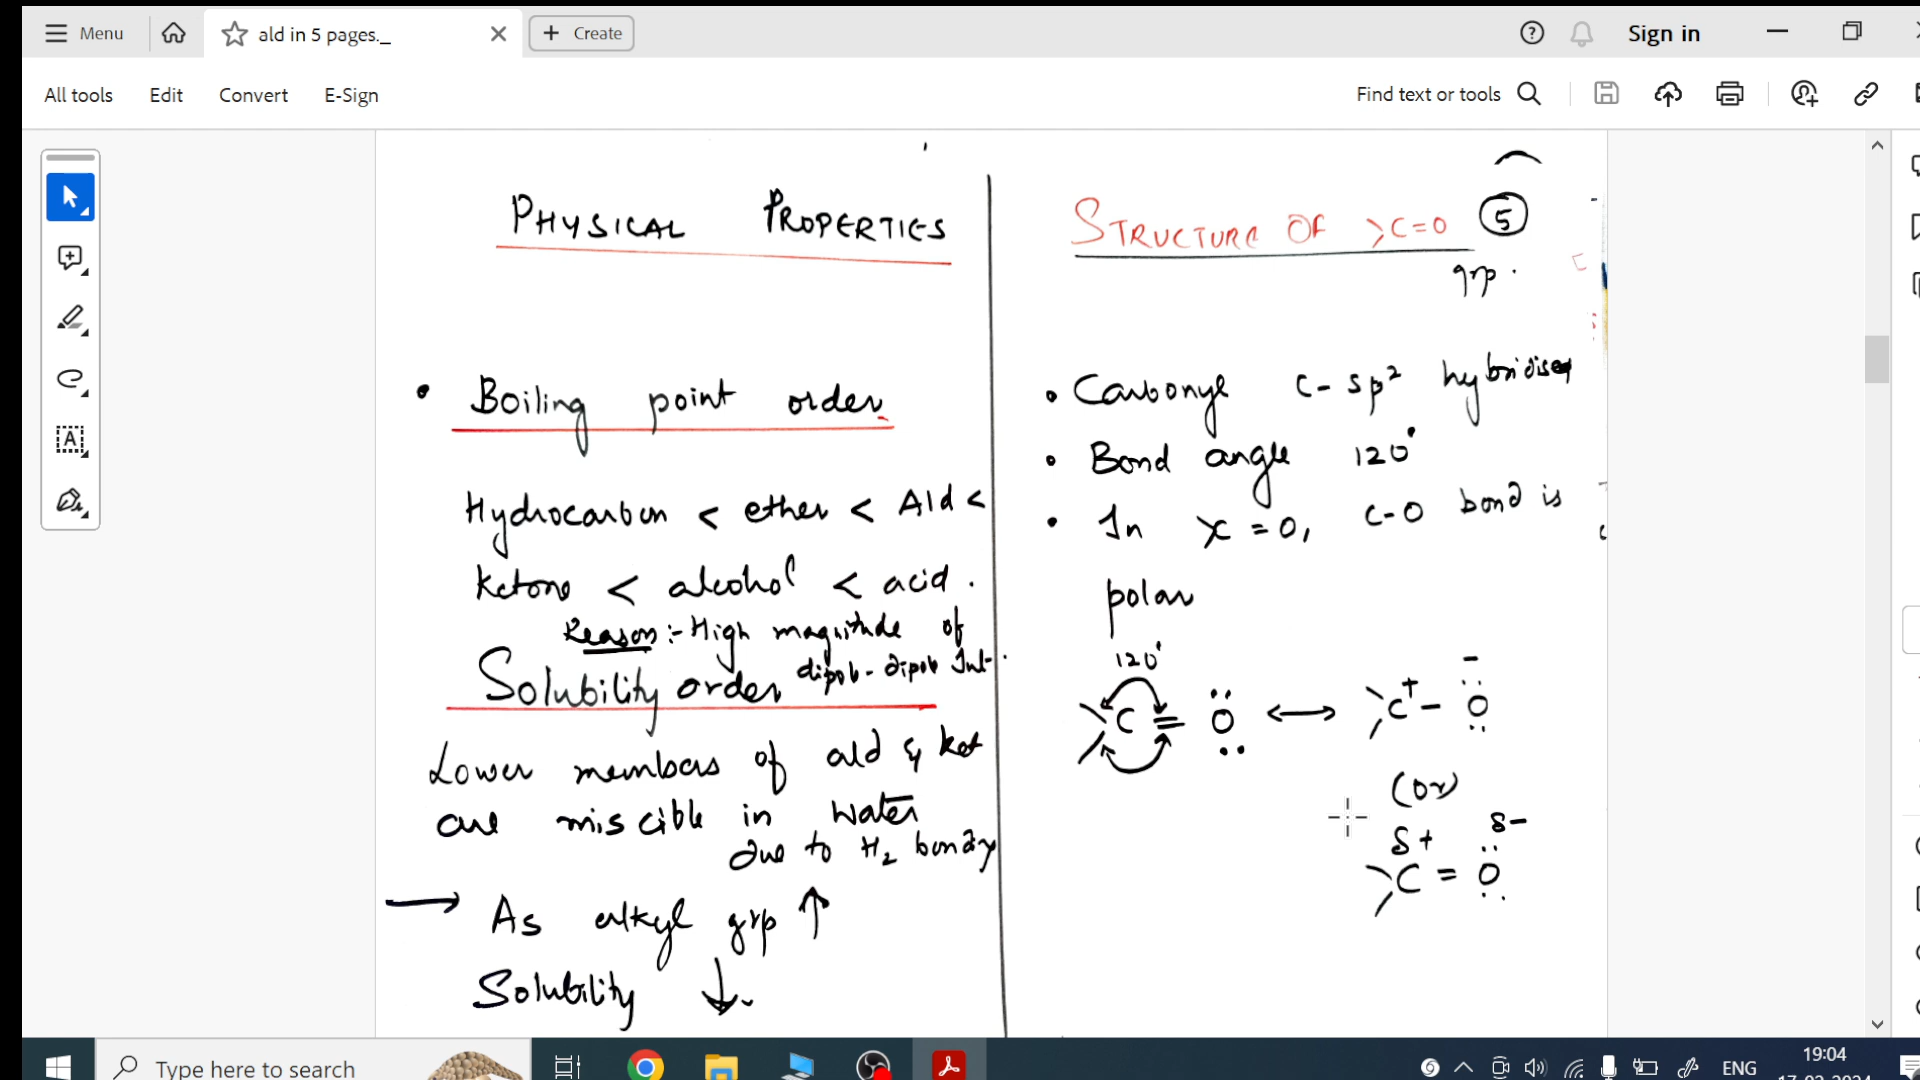 Menu
ald in 5 pages._
Create
Sign in
All tools
Edit
Convert
E-Sign
Find text or tools
PHYSICAL PROPERTIES
• Boiling point order
Hydrocarbon < ether < Ald <
ketone < alcohol < acid.
Reason:- High magnitude of
dipole-dipole Int-.
Solubility order
Lower members of ald & ket
are miscible in water
due to H₂ bondg
→ As alkyl grp ↑
Solubility ↓
STRUCTURE OF >C=O 5
grp.
• Carbonyl C- sp² hybridised
• Bond angle 120°
• In >C=O, C-O bond is
polar
120°
>C=O ↔ >C⁺-O⁻
(or)
δ+ δ-
>C=O
Type here to search
ENG
19:04
17-02-2024